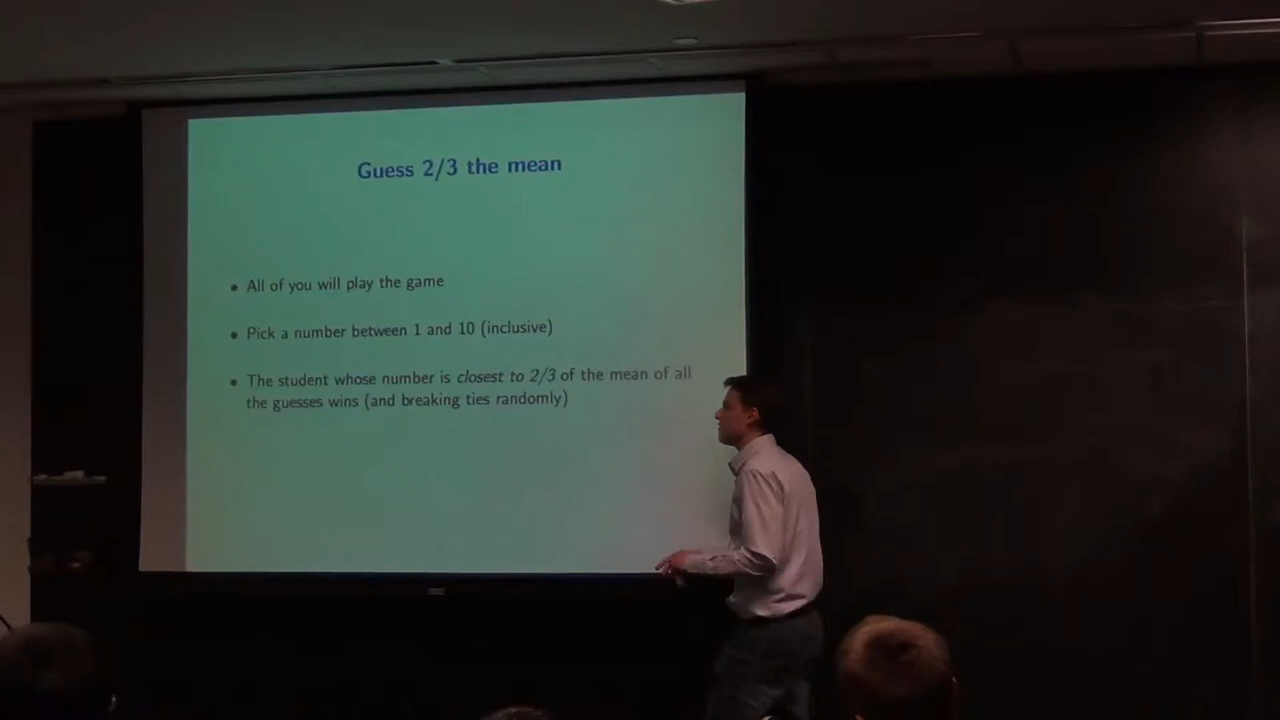 Guess 2/3 the mean
• All of you will play the game
• Pick a number between 1 and 10 (inclusive)
• The student whose number is closest to 2/3 of the mean of all
the guesses wins (and breaking ties randomly)